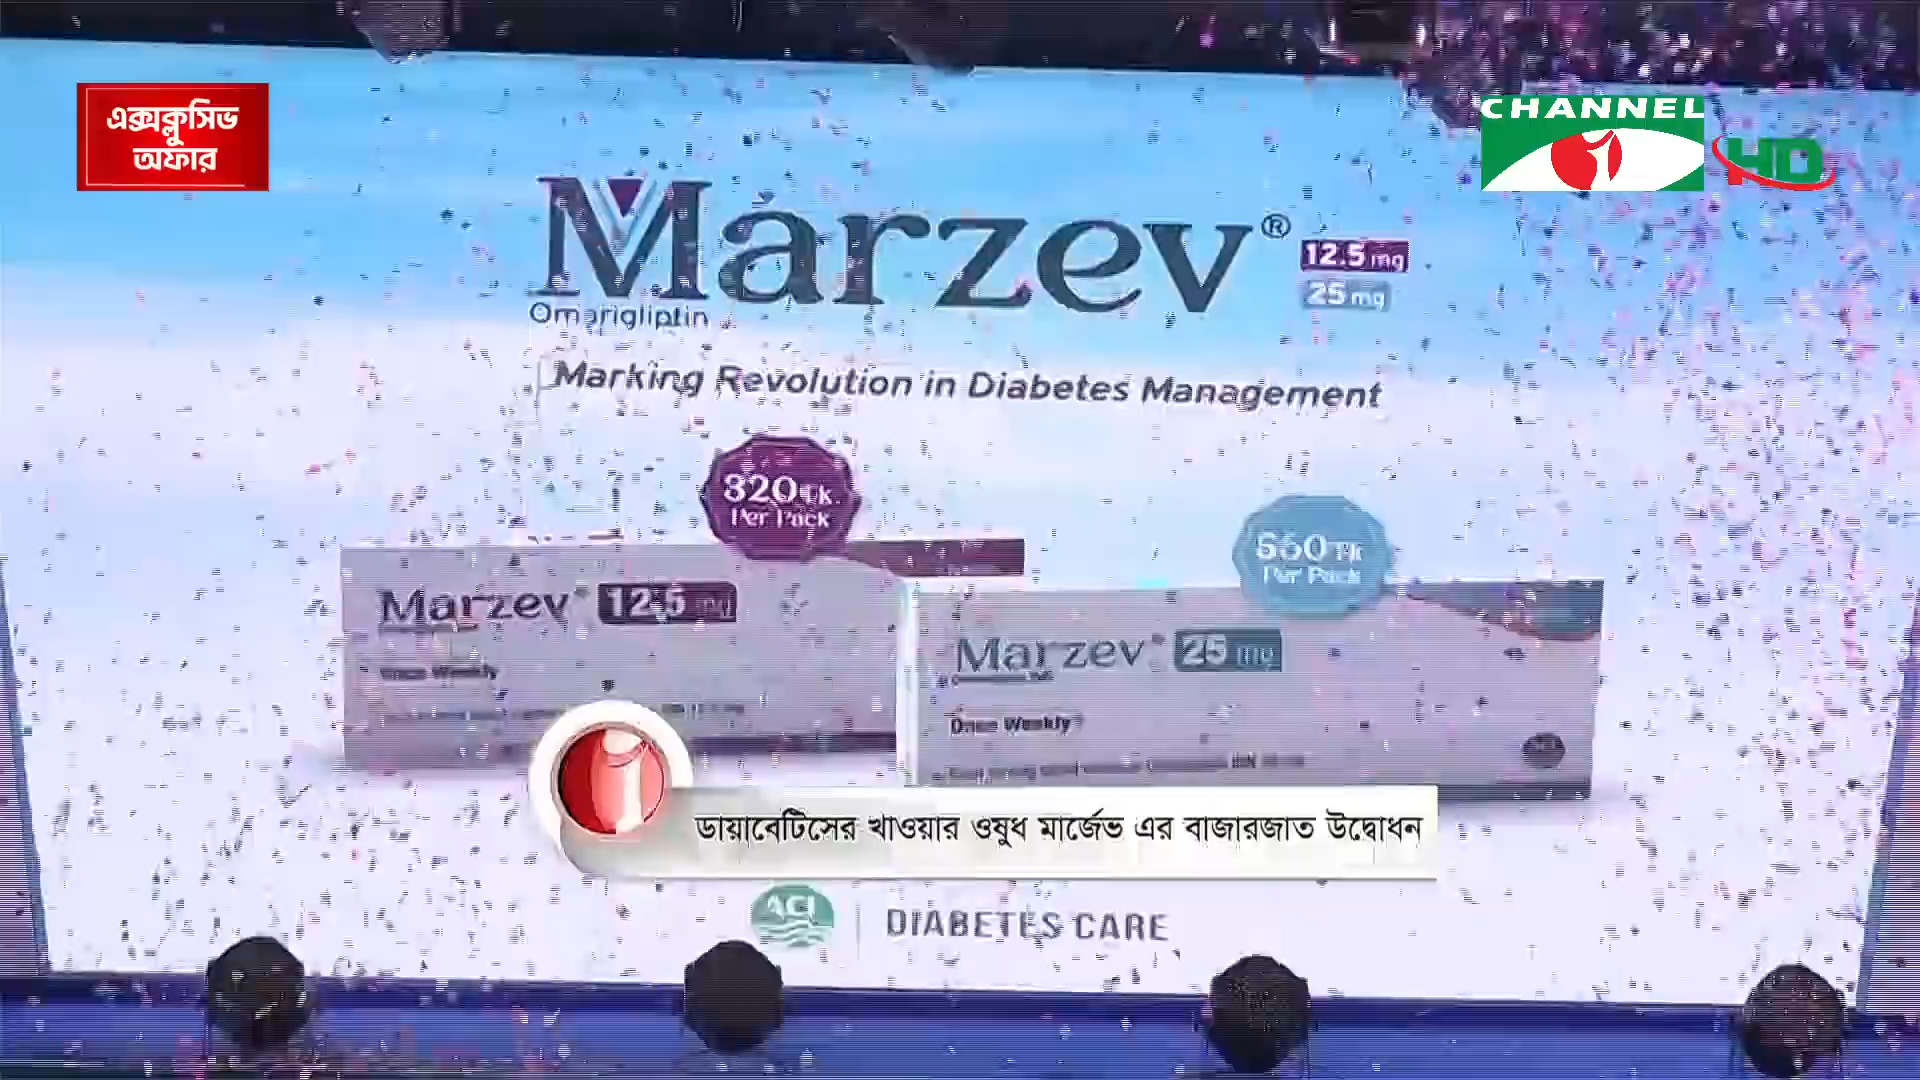 এক্সক্লুসিভ
অফার
CHANNEL
i HD
Marzev®
12.5 mg
25 mg
Omarigliptin
Marking Revolution in Diabetes Management
320 Tk.
Per Pack
Tk
Per Pack
Marzev 12.5 mg
Once Weekly
Marzev 25 mg
Once Weekly
ডায়াবেটিসের খাওয়ার ওষুধ মার্জেভ এর বাজারজাত উদ্বোধন
ACI
DIABETES CARE